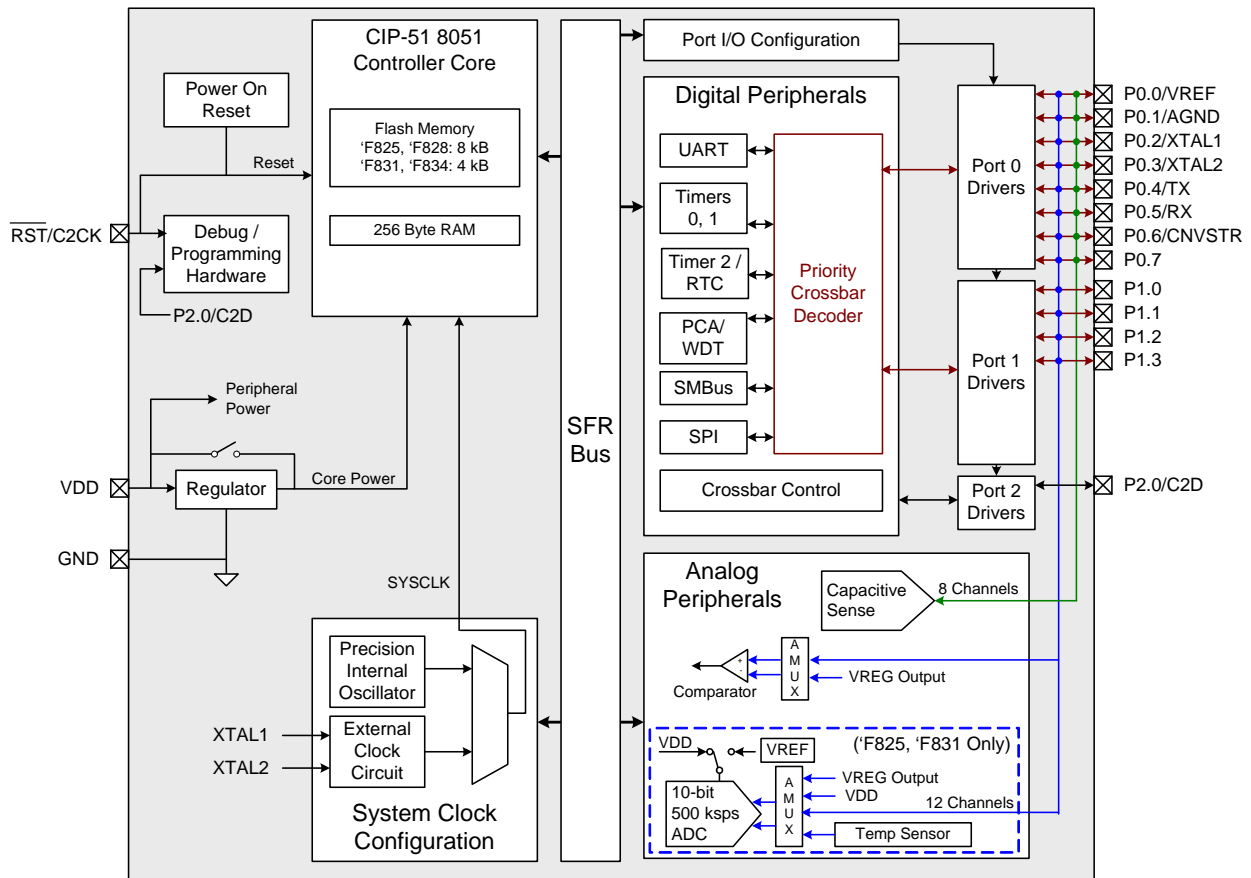 CIP-51 8051
Controller Core
Flash Memory
'F825, 'F828: 8 kB
'F831, 'F834: 4 kB
256 Byte RAM
Power On
Reset
Reset
RST/C2CK
Debug /
Programming
Hardware
P2.0/C2D
Peripheral
Power
VDD
Regulator
Core Power
GND
SYSCLK
Precision
Internal
Oscillator
XTAL1
XTAL2
External
Clock
Circuit
System Clock
Configuration
SFR
Bus
Port I/O Configuration
Digital Peripherals
UART
Timers
0, 1
Timer 2 /
RTC
PCA/
WDT
SMBus
SPI
Priority
Crossbar
Decoder
Crossbar Control
Port 0
Drivers
Port 1
Drivers
Port 2
Drivers
P0.0/VREF
P0.1/AGND
P0.2/XTAL1
P0.3/XTAL2
P0.4/TX
P0.5/RX
P0.6/CNVSTR
P0.7
P1.0
P1.1
P1.2
P1.3
P2.0/C2D
Analog
Peripherals
Capacitive
Sense
8 Channels
+
-
Comparator
A
M
U
X
VREG Output
('F825, 'F831 Only)
VDD
VREF
10-bit
500 ksps
ADC
A
M
U
X
VREG Output
VDD
12 Channels
Temp Sensor